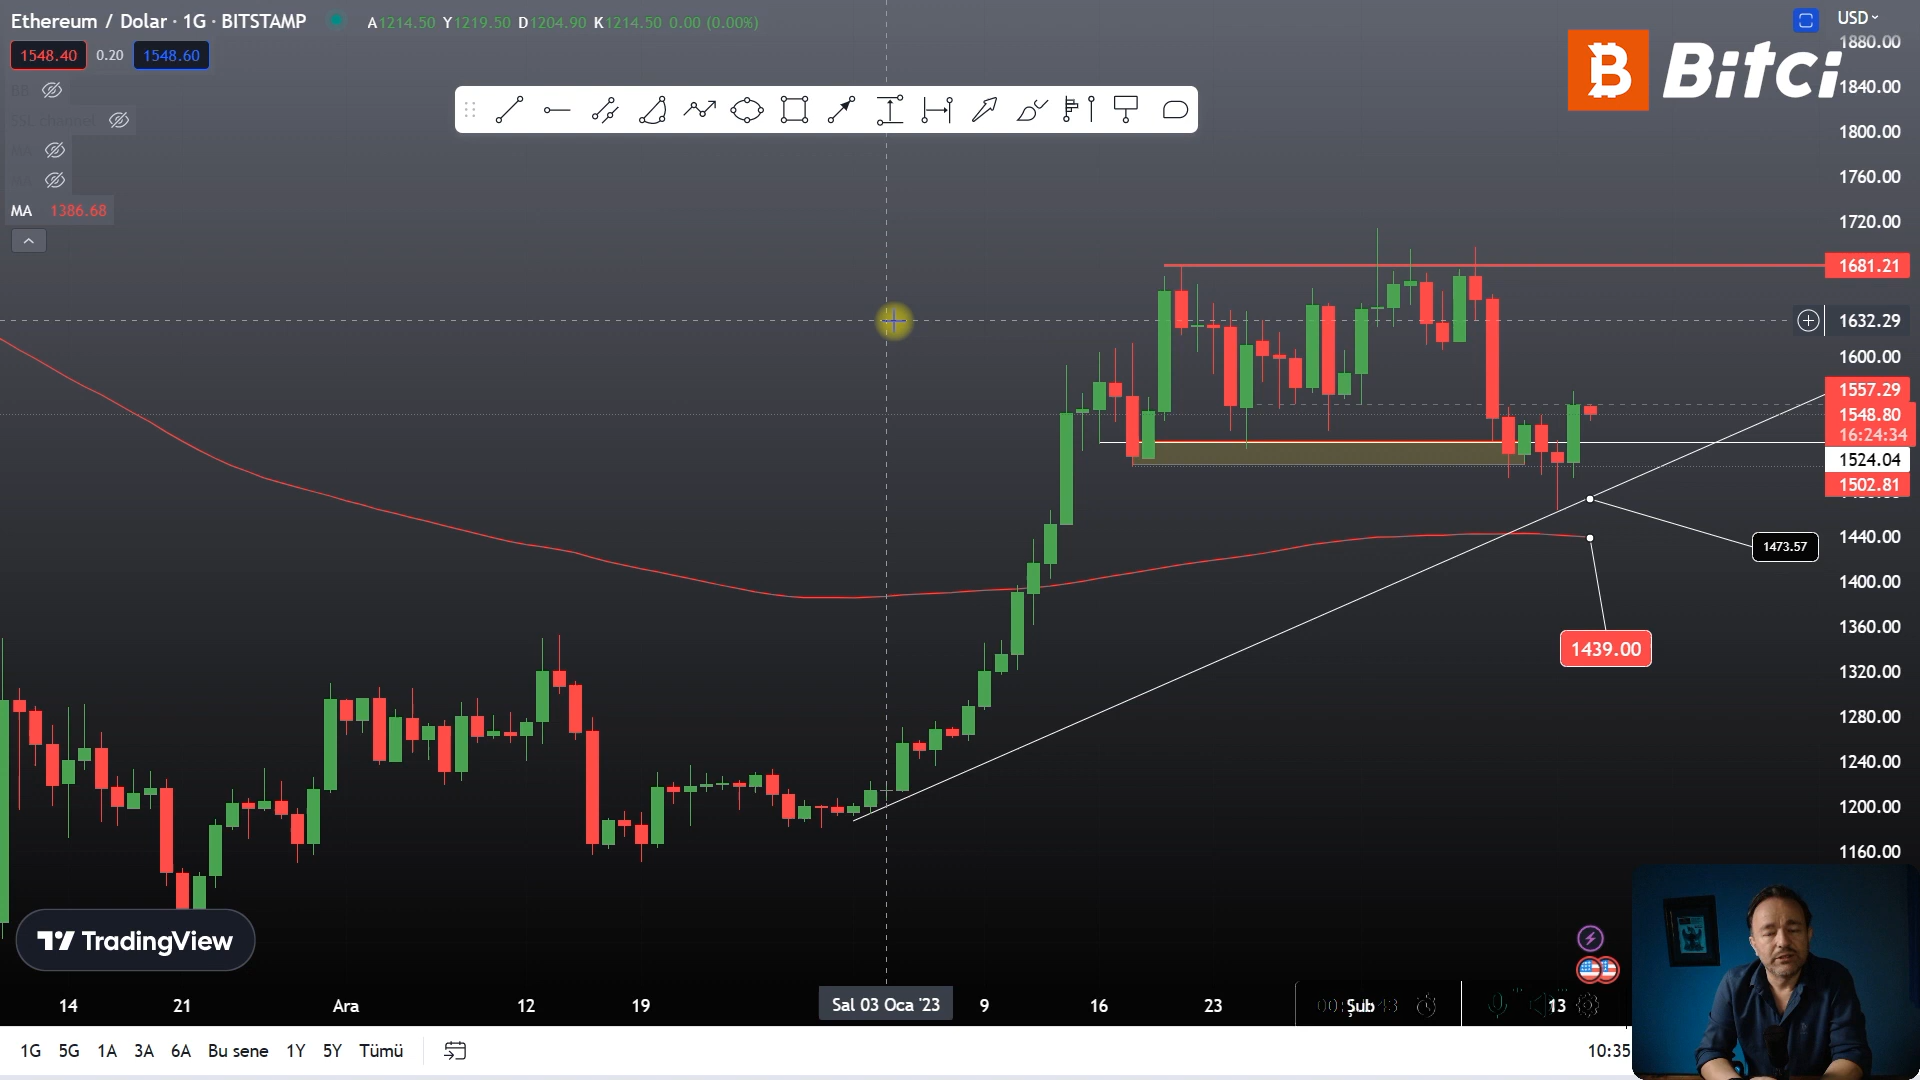 Ethereum / Dolar · 1G · BITSTAMP
A1214.50 Y1219.50 D1204.90 K1214.50 0.00 (0.00%)
USD
1548.40 0.20 1548.60
BB
SSL channel
MA
MA
MA 1386.68
Bitci
1880.00
1840.00
1800.00
1760.00
1720.00
1681.21
1632.29
1600.00
1557.29
1548.80
16:24:34
1524.04
1502.81
1440.00
1473.57
1400.00
1360.00
1439.00
1320.00
1280.00
1240.00
1200.00
1160.00
TradingView
14 21 Ara 12 19 Sal 03 Oca '23 9 16 23 Şub 13
1G 5G 1A 3A 6A Bu sene 1Y 5Y Tümü
10:35